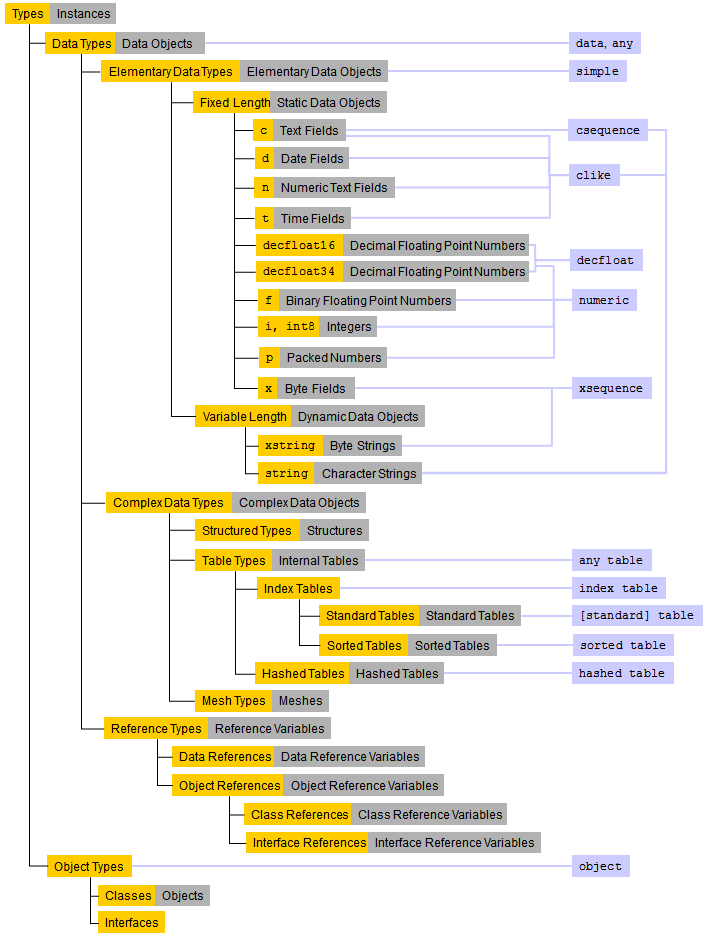 Types Instances
Data Types Data Objects data, any
Elementary Data Types Elementary Data Objects simple
Fixed Length Static Data Objects
c Text Fields csequence
d Date Fields
clike
n Numeric Text Fields
t Time Fields
decfloat16 Decimal Floating Point Numbers
decfloat
decfloat34 Decimal Floating Point Numbers
f Binary Floating Point Numbers numeric
i, int8 Integers
p Packed Numbers
x Byte Fields xsequence
Variable Length Dynamic Data Objects
xstring Byte Strings
string Character Strings
Complex Data Types Complex Data Objects
Structured Types Structures
Table Types Internal Tables any table
Index Tables index table
Standard Tables Standard Tables [standard] table
Sorted Tables Sorted Tables sorted table
Hashed Tables Hashed Tables hashed table
Mesh Types Meshes
Reference Types Reference Variables
Data References Data Reference Variables
Object References Object Reference Variables
Class References Class Reference Variables
Interface References Interface Reference Variables
Object Types object
Classes Objects
Interfaces